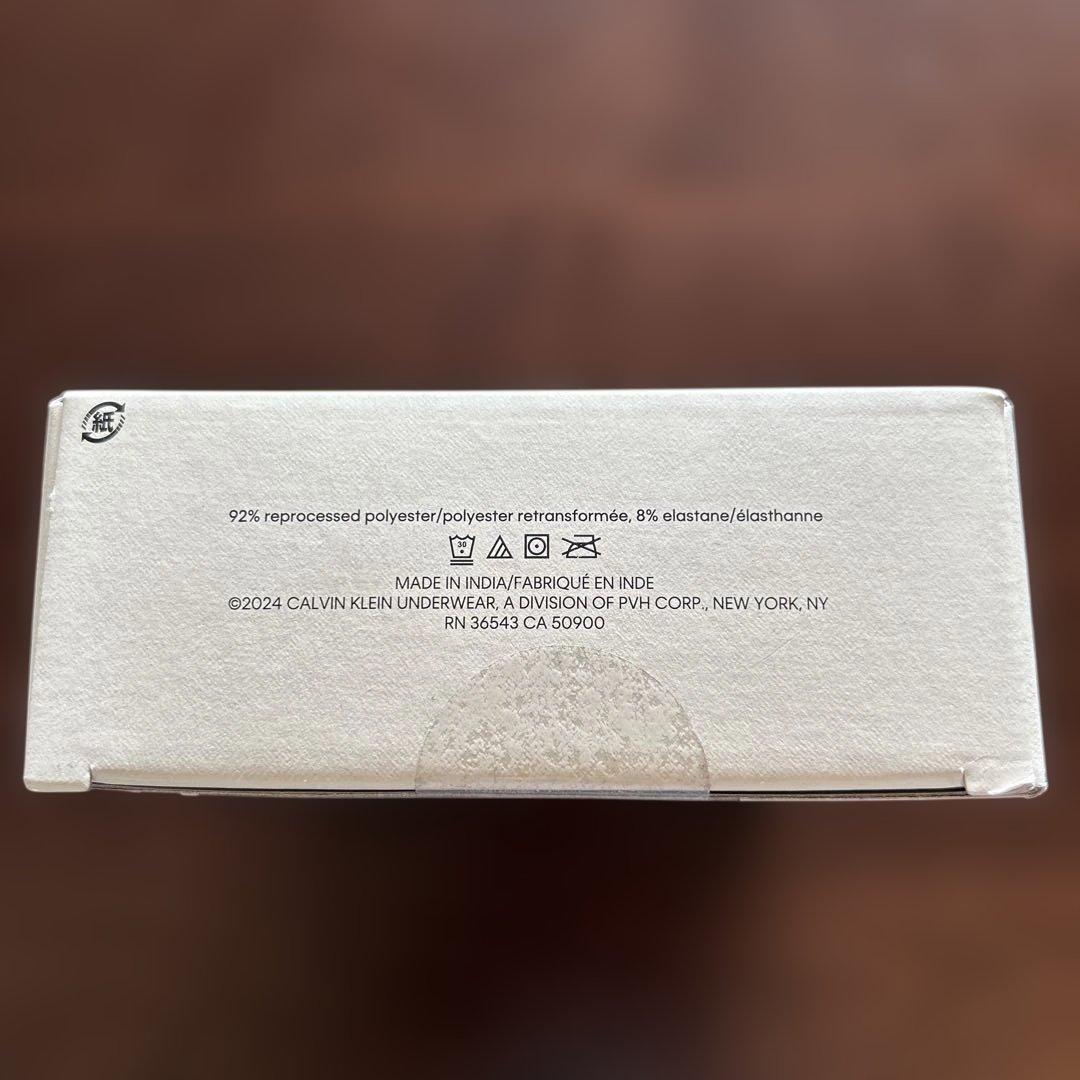 紙
92% reprocessed polyester/polyester retransformée, 8% elastane/élasthanne
30
MADE IN INDIA/FABRIQUÉ EN INDE
©2024 CALVIN KLEIN UNDERWEAR, A DIVISION OF PVH CORP., NEW YORK, NY
RN 36543 CA 50900